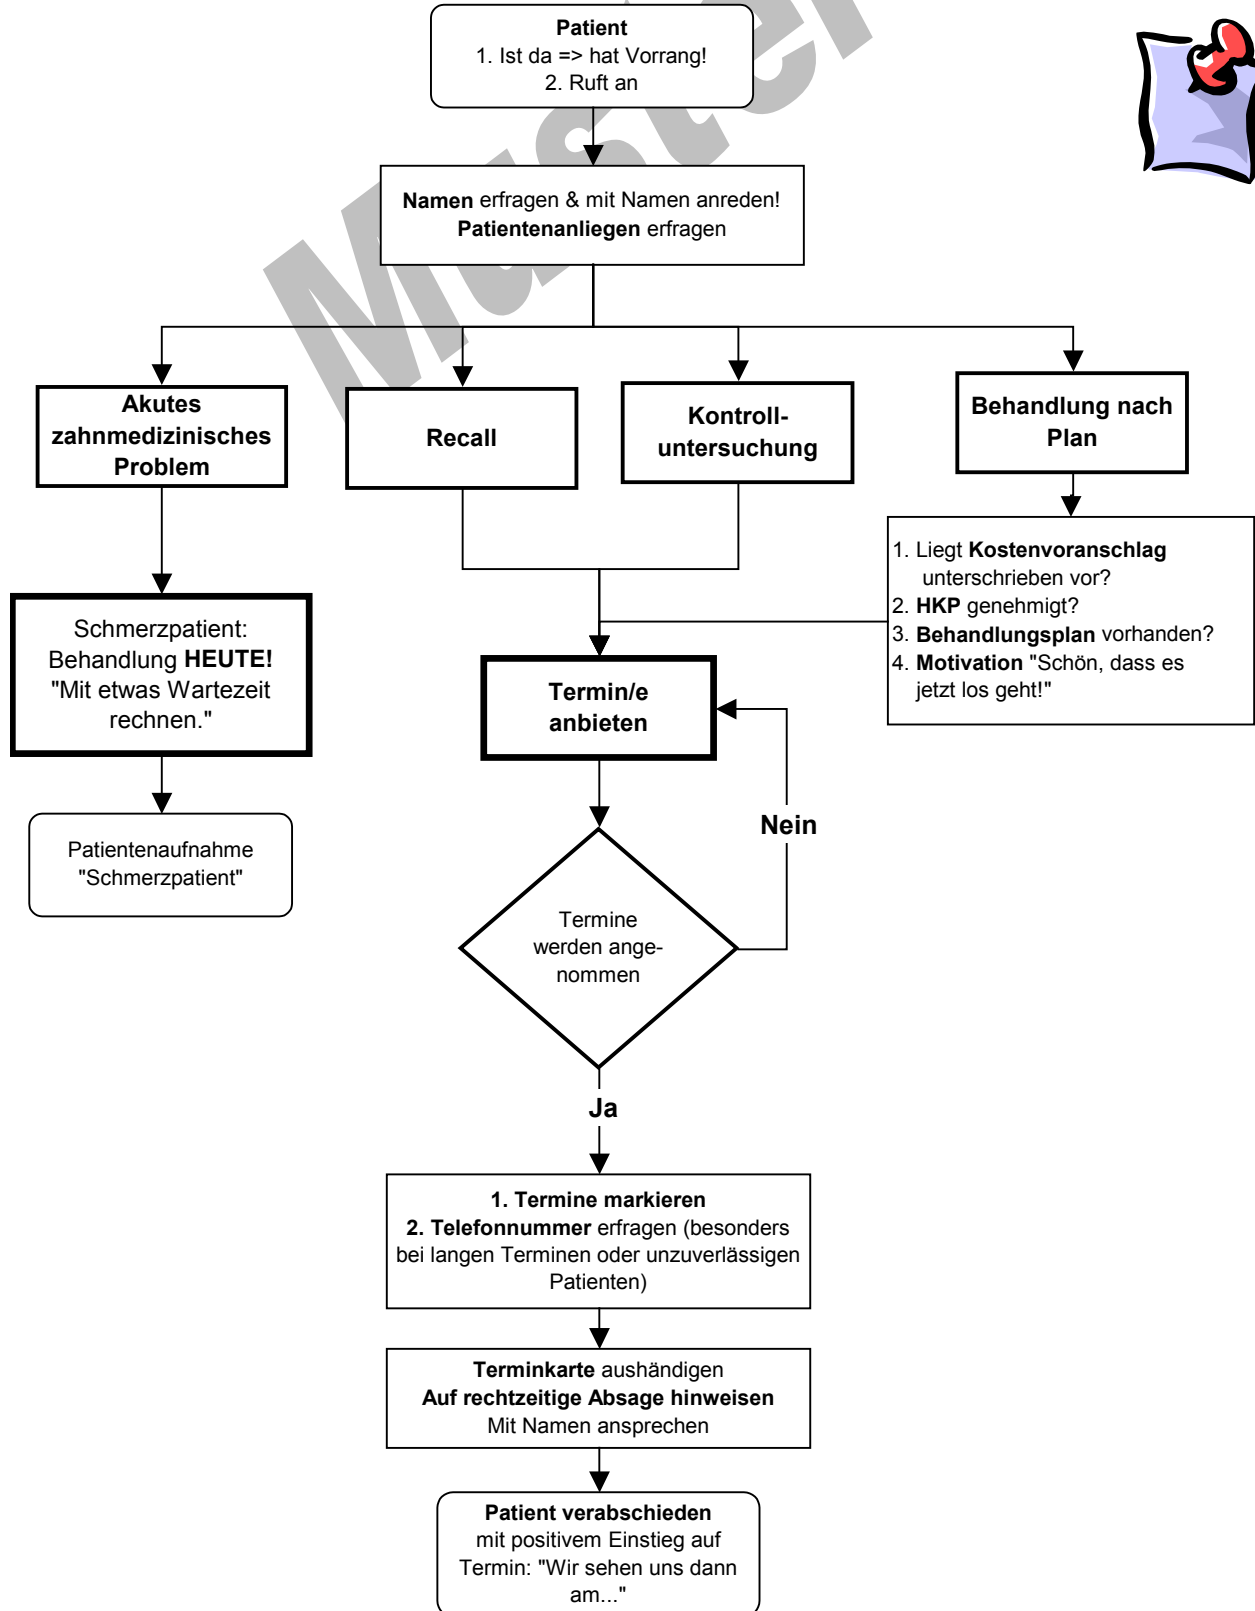 Muster
Patient
1. Ist da => hat Vorrang!
2. Ruft an
Namen erfragen & mit Namen anreden!
Patientenanliegen erfragen
Akutes
zahnmedizinisches
Problem
Recall
Kontroll-
untersuchung
Behandlung nach
Plan
1. Liegt Kostenvoranschlag
unterschrieben vor?
2. HKP genehmigt?
3. Behandlungsplan vorhanden?
4. Motivation "Schön, dass es
jetzt los geht!"
Schmerzpatient:
Behandlung HEUTE!
"Mit etwas Wartezeit
rechnen."
Termin/e
anbieten
Nein
Patientenaufnahme
"Schmerzpatient"
Termine
werden ange-
nommen
Ja
1. Termine markieren
2. Telefonnummer erfragen (besonders
bei langen Terminen oder unzuverlässigen
Patienten)
Terminkarte aushändigen
Auf rechtzeitige Absage hinweisen
Mit Namen ansprechen
Patient verabschieden
mit positivem Einstieg auf
Termin: "Wir sehen uns dann
am..."